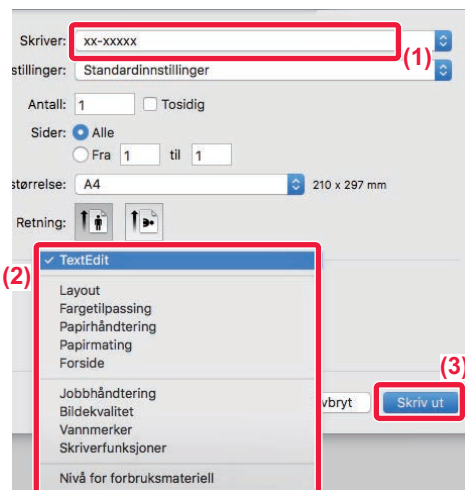 Skriver: xx-xxxxx
(1)
stillinger: Standardinnstillinger
Antall: 1 Tosidig
Sider: Alle
Fra 1 til 1
størrelse: A4 210 x 297 mm
Retning:
(2)
✓ TextEdit
Layout
Fargetilpassing
Papirhåndtering
Papirmating
Forside
(3)
Jobbhåndtering
vbryt Skriv ut
Bildekvalitet
Vannmerker
Skriverfunksjoner
Nivå for forbruksmateriell